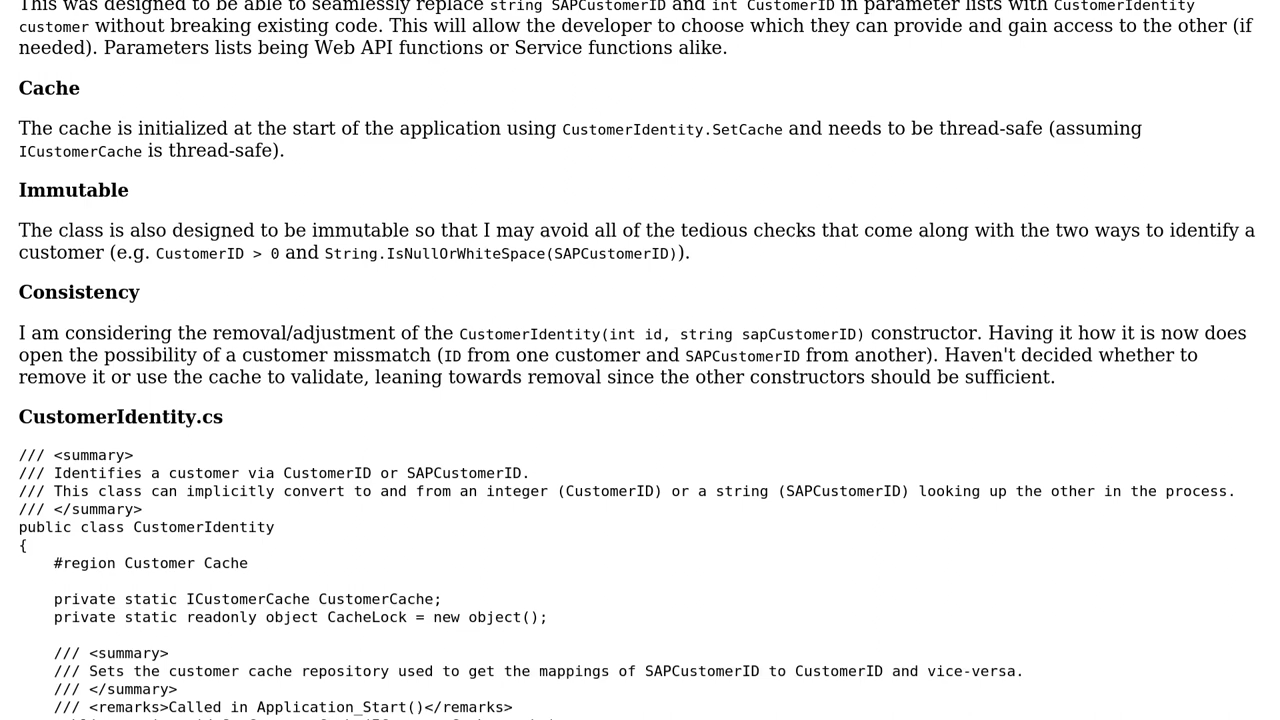 This was designed to be able to seamlessly replace string SAPCustomerID and int CustomerID in parameter lists with CustomerIdentity
customer without breaking existing code. This will allow the developer to choose which they can provide and gain access to the other (if
needed). Parameters lists being Web API functions or Service functions alike.
Cache
The cache is initialized at the start of the application using CustomerIdentity.SetCache and needs to be thread-safe (assuming
ICustomerCache is thread-safe).
Immutable
The class is also designed to be immutable so that I may avoid all of the tedious checks that come along with the two ways to identify a
customer (e.g. CustomerID > 0 and String.IsNullOrWhiteSpace(SAPCustomerID)).
Consistency
I am considering the removal/adjustment of the CustomerIdentity(int id, string sapCustomerID) constructor. Having it how it is now does
open the possibility of a customer missmatch (ID from one customer and SAPCustomerID from another). Haven't decided whether to
remove it or use the cache to validate, leaning towards removal since the other constructors should be sufficient.
CustomerIdentity.cs
/// <summary>
/// Identifies a customer via CustomerID or SAPCustomerID.
/// This class can implicitly convert to and from an integer (CustomerID) or a string (SAPCustomerID) looking up the other in the process.
/// </summary>
public class CustomerIdentity
{
#region Customer Cache
private static ICustomerCache CustomerCache;
private static readonly object CacheLock = new object();
/// <summary>
/// Sets the customer cache repository used to get the mappings of SAPCustomerID to CustomerID and vice-versa.
/// </summary>
/// <remarks>Called in Application_Start()</remarks>